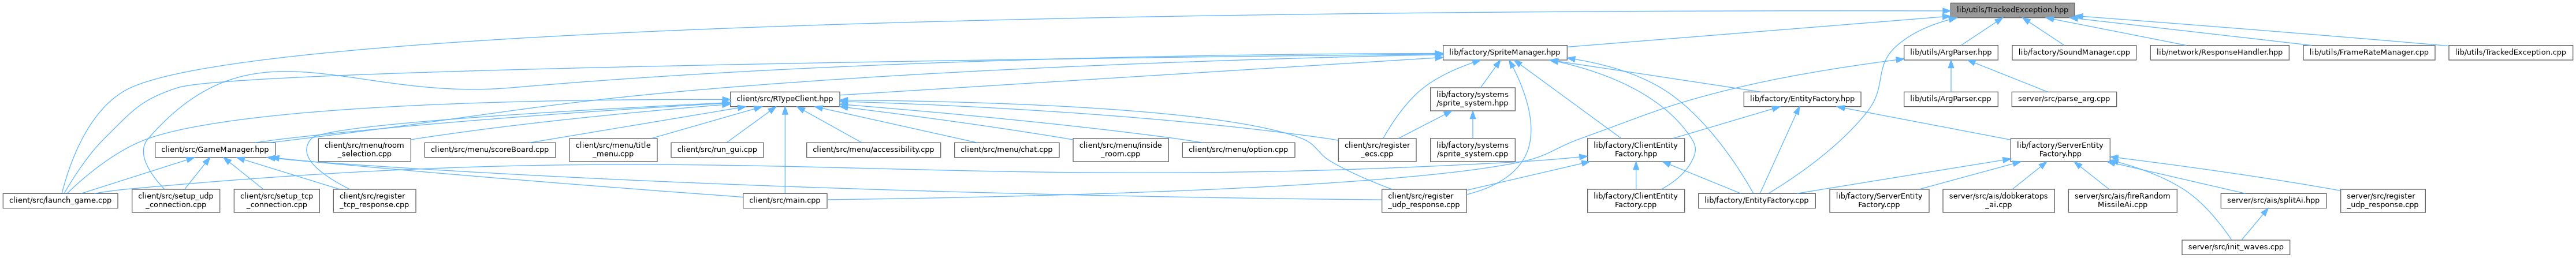 lib/utils/TrackedException.hpp
lib/factory/SpriteManager.hpp
lib/utils/ArgParser.hpp
lib/factory/SoundManager.cpp
lib/network/ResponseHandler.hpp
lib/utils/FrameRateManager.cpp
lib/utils/TrackedException.cpp
client/src/RTypeClient.hpp
lib/factory/systems
/sprite_system.hpp
lib/factory/EntityFactory.hpp
lib/utils/ArgParser.cpp
server/src/parse_arg.cpp
client/src/GameManager.hpp
client/src/menu/room
_selection.cpp
client/src/menu/scoreBoard.cpp
client/src/menu/title
_menu.cpp
client/src/run_gui.cpp
client/src/menu/accessibility.cpp
client/src/menu/chat.cpp
client/src/menu/inside
_room.cpp
client/src/menu/option.cpp
client/src/register
_ecs.cpp
lib/factory/systems
/sprite_system.cpp
lib/factory/ClientEntity
Factory.hpp
lib/factory/ServerEntity
Factory.hpp
client/src/launch_game.cpp
client/src/setup_udp
_connection.cpp
client/src/setup_tcp
_connection.cpp
client/src/register
_tcp_response.cpp
client/src/main.cpp
client/src/register
_udp_response.cpp
lib/factory/ClientEntity
Factory.cpp
lib/factory/EntityFactory.cpp
lib/factory/ServerEntity
Factory.cpp
server/src/ais/dobkeratops
_ai.cpp
server/src/ais/fireRandom
MissileAi.cpp
server/src/ais/splitAi.hpp
server/src/register
_udp_response.cpp
server/src/init_waves.cpp